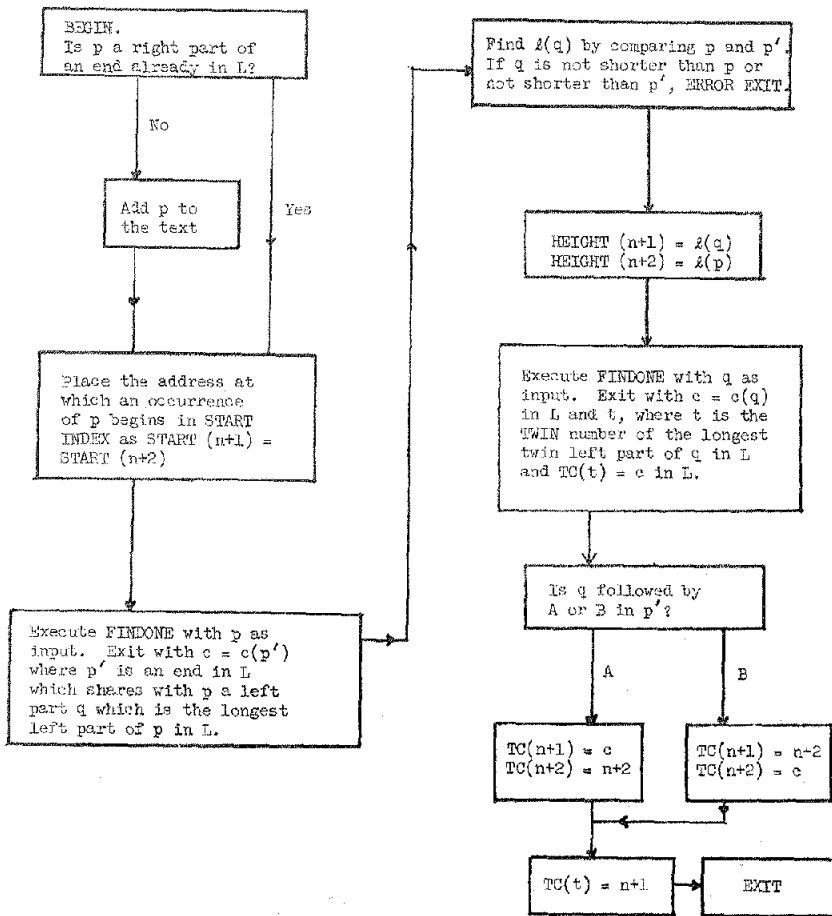 BEGIN.
Is p a right part of
an end already in L?
No
Yes
Add p to
the text
Place the address at
which an occurrence
of p begins in START
INDEX as START (n+1) =
START (n+2)
Execute FINDONE with p as
input. Exit with c = c(p')
where p' is an end in L
which shares with p a left
part q which is the longest
left part of p in L.
Find ℓ(q) by comparing p and p'.
If q is not shorter than p or
not shorter than p', ERROR EXIT.
HEIGHT (n+1) = ℓ(q)
HEIGHT (n+2) = ℓ(p)
Execute FINDONE with q as
input. Exit with c = c(q)
in L and t, where t is the
TWIN number of the longest
twin left part of q in L
and TC(t) = c in L.
Is q followed by
A or B in p'?
A
B
TC(n+1) = c
TC(n+2) = n+2
TC(n+1) = n+2
TC(n+2) = c
TC(t) = n+1
EXIT